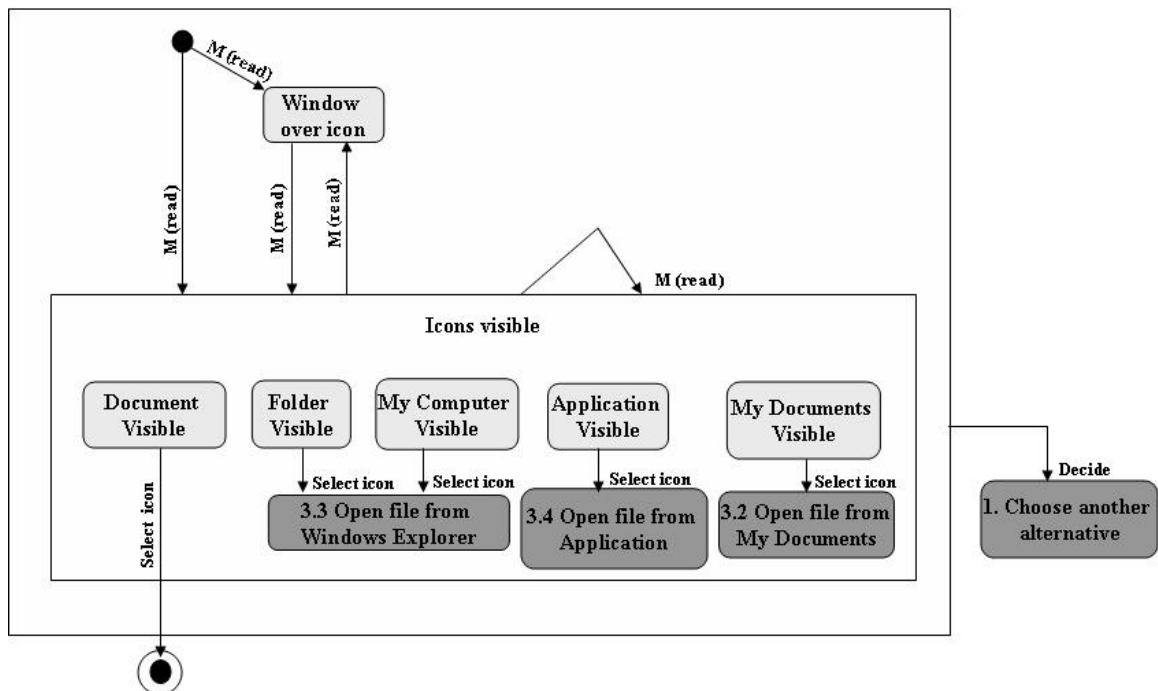 M (read)
Window
over icon
M (read)
M (read)
M (read)
M (read)
Icons visible
Document
Visible
Folder
Visible
My Computer
Visible
Application
Visible
My Documents
Visible
Select icon
Select icon
Select icon
Select icon
Select icon
3.3 Open file from
Windows Explorer
3.4 Open file from
Application
3.2 Open file from
My Documents
Decide
1. Choose another
alternative